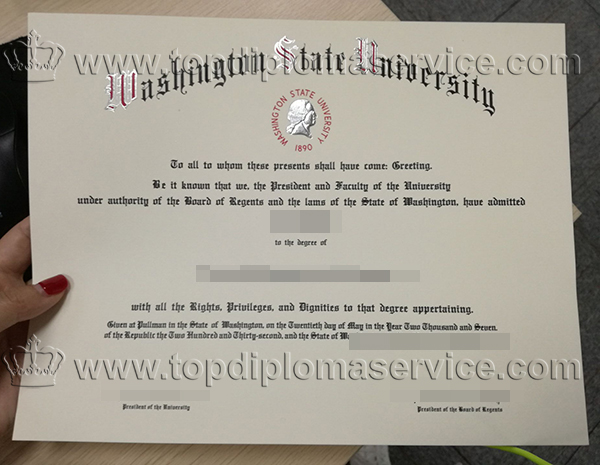 www.topdiplomaservice.com
Washington State University
WASHINGTON STATE UNIVERSITY
1890
To all to whom these presents shall have come: Greeting.
Be it known that we, the President and Faculty of the University
under authority of the Board of Regents and the laws of the State of Washington, have admitted
to the degree of
with all the Rights, Privileges, and Dignities to that degree appertaining.
Given at Pullman in the State of Washington, on the Twentieth day of May in the Year Two Thousand and Seven,
of the Republic the Two Hundred and Thirty-second, and the State of
www.topdiplomaservice.com
President of the University
President of the Board of Regents